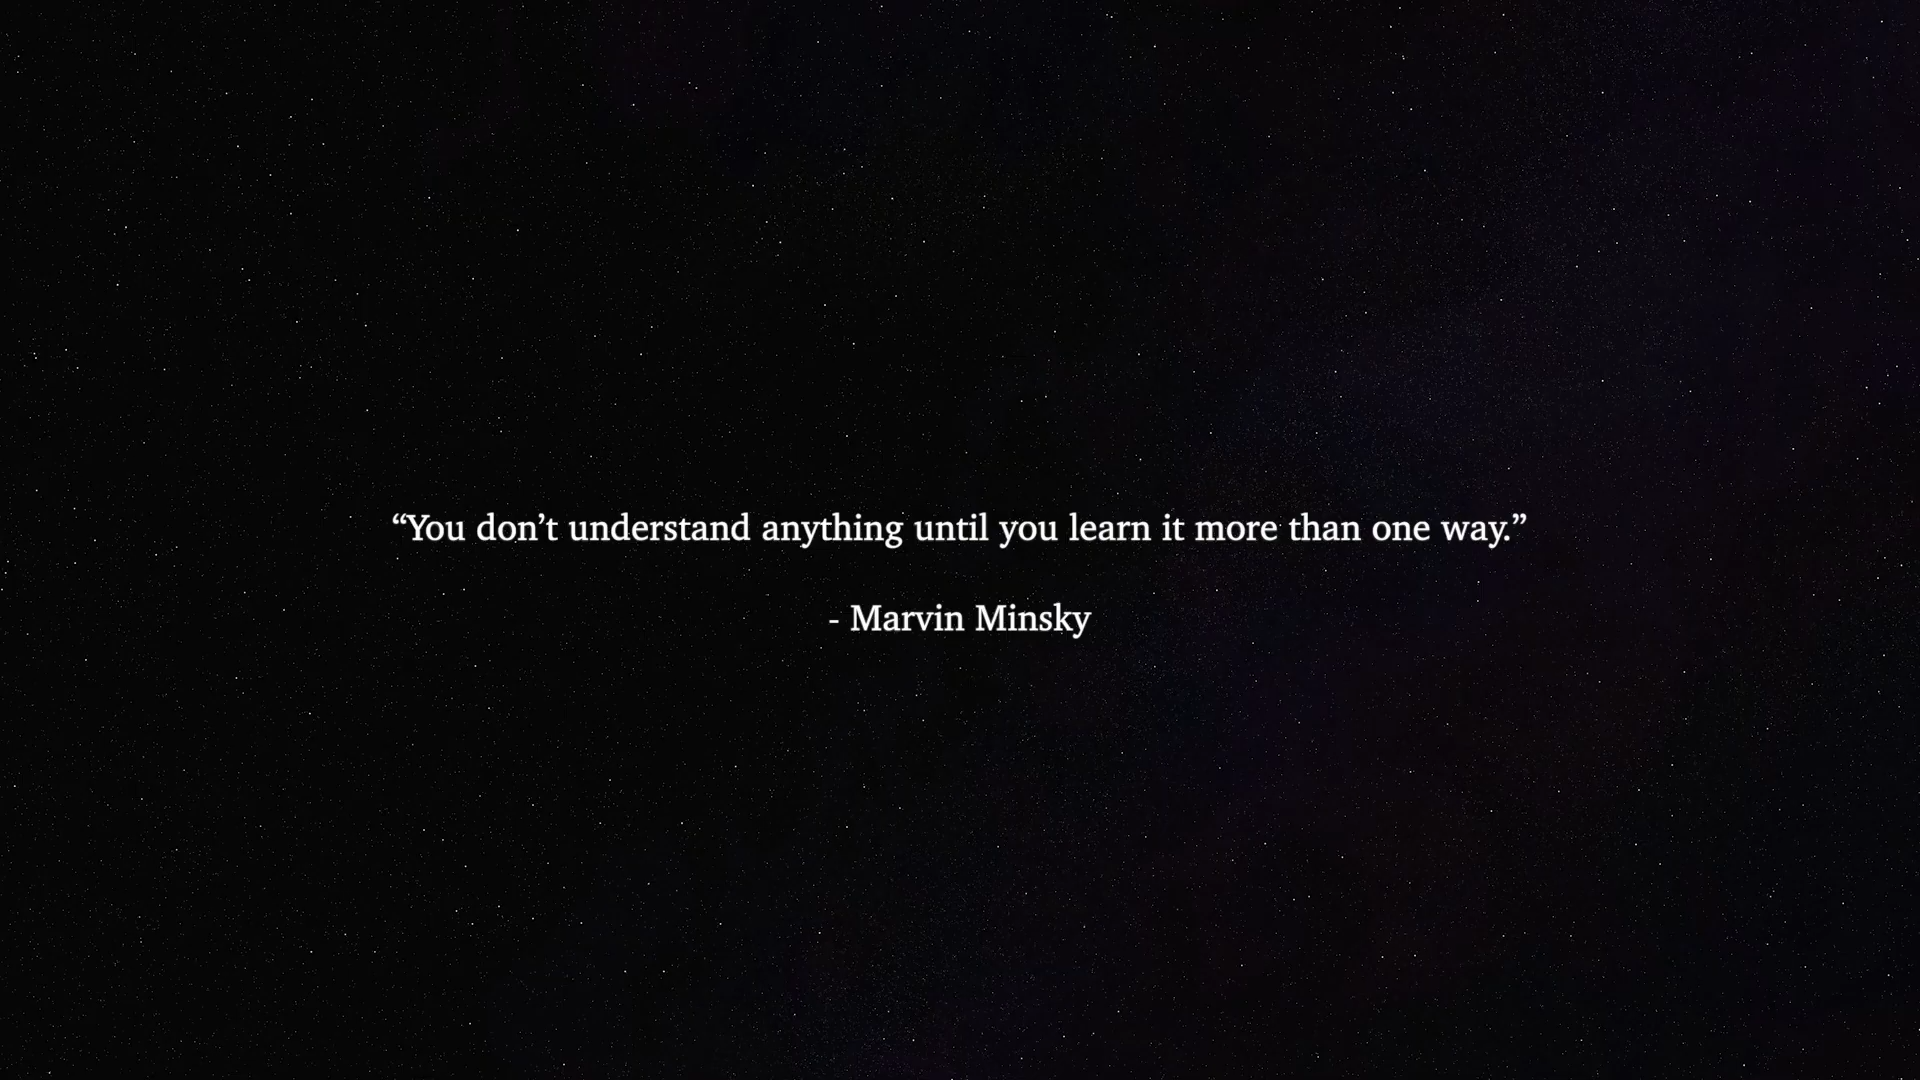 “You don’t understand anything until you learn it more than one way.”
- Marvin Minsky